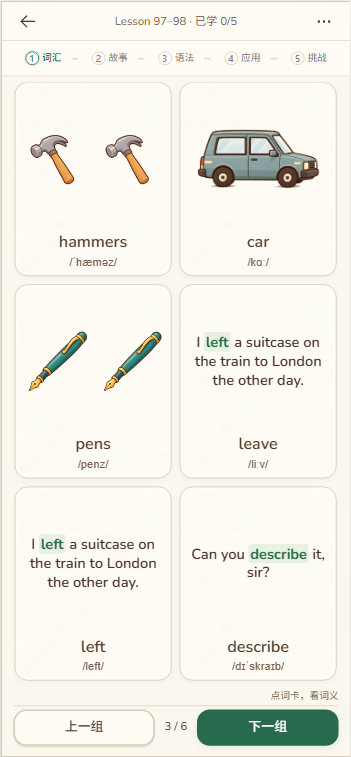 Lesson 97–98 · 已学 0/5
1 词汇 – 2 故事 – 3 语法 – 4 应用 – 5 挑战
hammers
/ˈhæməz/
car
/kɑː/
pens
/penz/
I left a suitcase on
the train to London
the other day.
leave
/liːv/
I left a suitcase on
the train to London
the other day.
left
/left/
Can you describe it,
sir?
describe
/dɪˈskraɪb/
点词卡，看词义
上一组
3 / 6
下一组